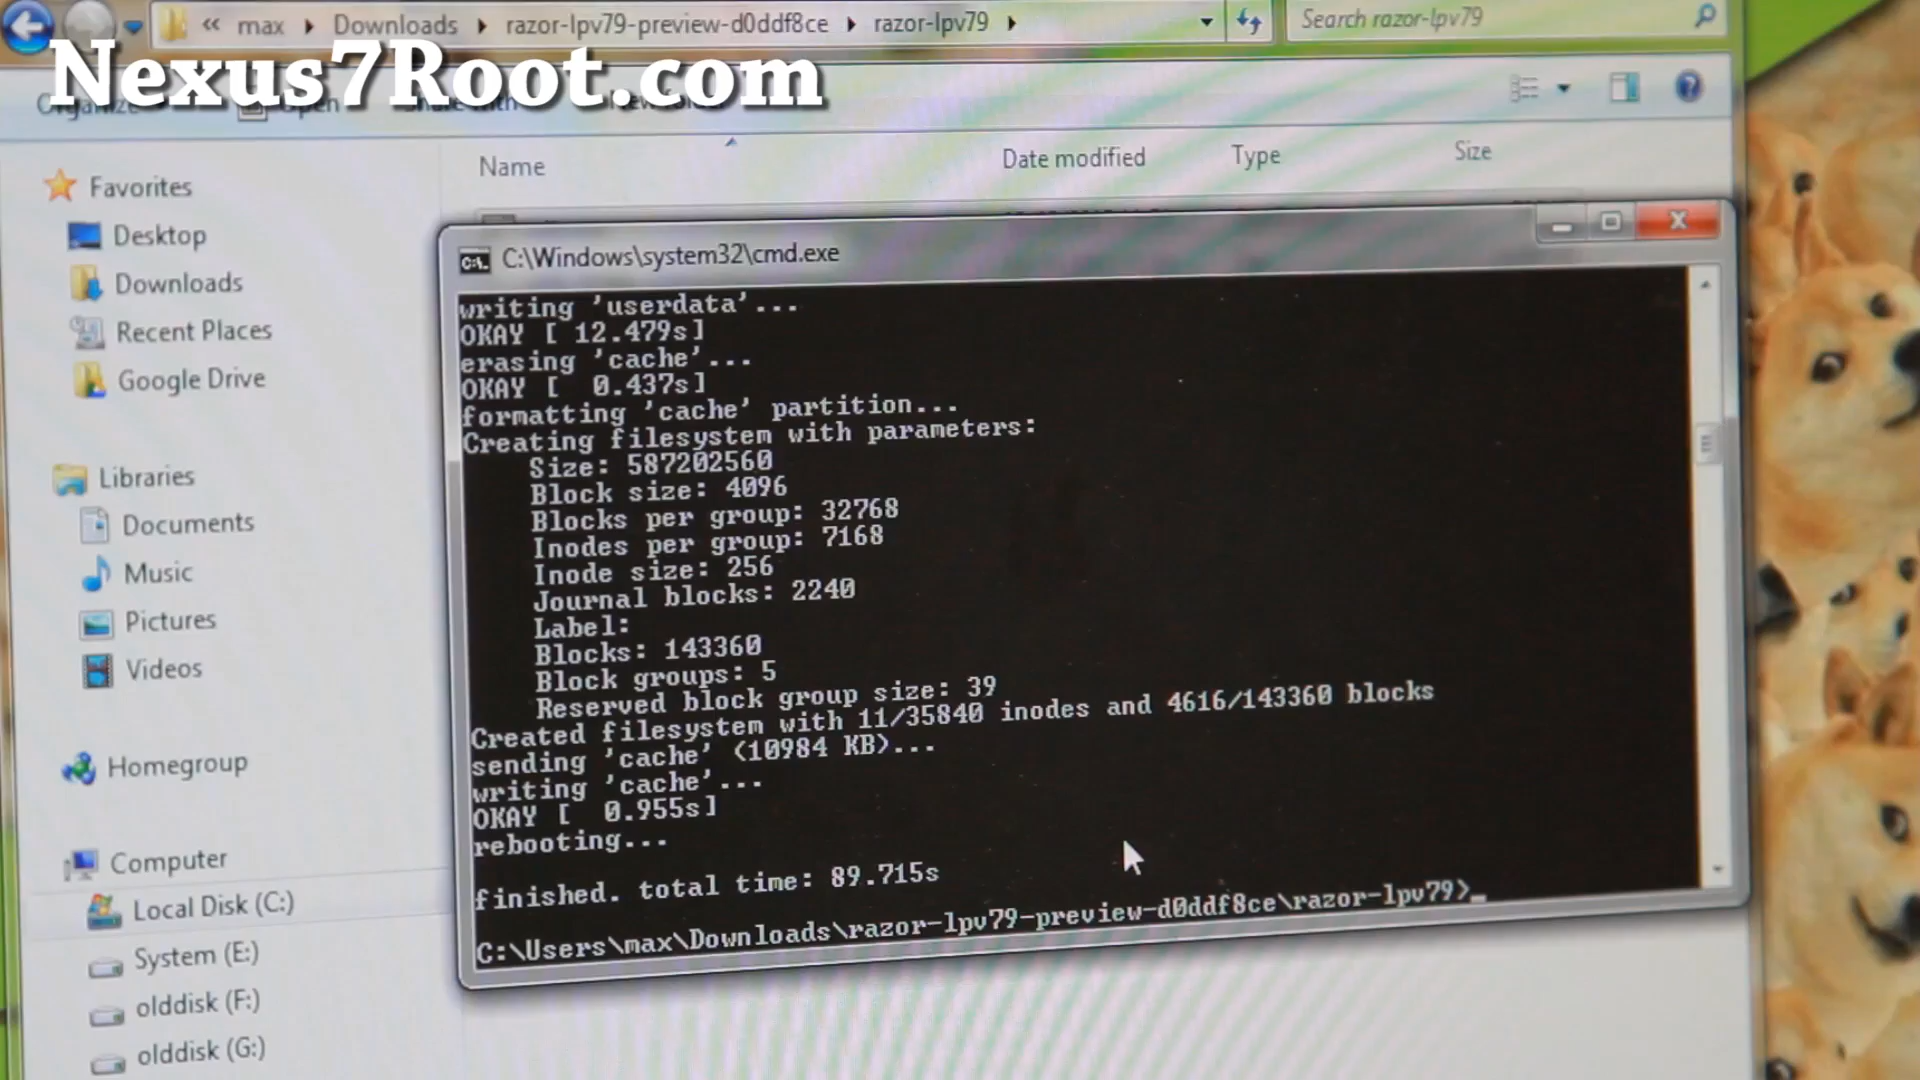 « max Downloads razor-lpv79-preview-d0ddf8ce razor-lpv79
Search razor-lpv79
Nexus7Root.com
Organize Open Share with
Name Date modified Type Size
Favorites
Desktop
Downloads
Recent Places
Google Drive
Libraries
Documents
Music
Pictures
Videos
Homegroup
Computer
Local Disk (C:)
System (E:)
olddisk (F:)
olddisk (G:)
C:\Windows\system32\cmd.exe
writing 'userdata'...
OKAY [ 12.479s]
erasing 'cache'...
OKAY [  0.437s]
formatting 'cache' partition...
Creating filesystem with parameters:
Size: 587202560
Block size: 4096
Blocks per group: 32768
Inodes per group: 7168
Inode size: 256
Journal blocks: 2240
Label:
Blocks: 143360
Block groups: 5
Reserved block group size: 39
Created filesystem with 11/35840 inodes and 4616/143360 blocks
sending 'cache' (10984 KB)...
writing 'cache'...
OKAY [  0.955s]
rebooting...
finished. total time: 89.715s
C:\Users\max\Downloads\razor-lpv79-preview-d0ddf8ce\razor-lpv79>_